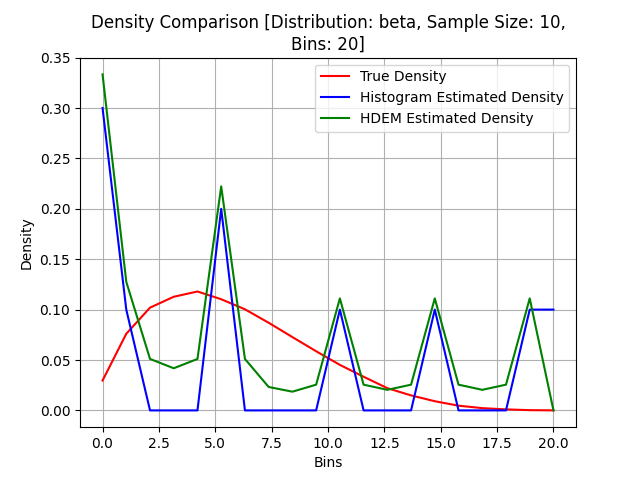 Density Comparison [Distribution: beta, Sample Size: 10,
Bins: 20]
True Density
Histogram Estimated Density
HDEM Estimated Density
Density
0.35
0.30
0.25
0.20
0.15
0.10
0.05
0.00
0.0 2.5 5.0 7.5 10.0 12.5 15.0 17.5 20.0
Bins